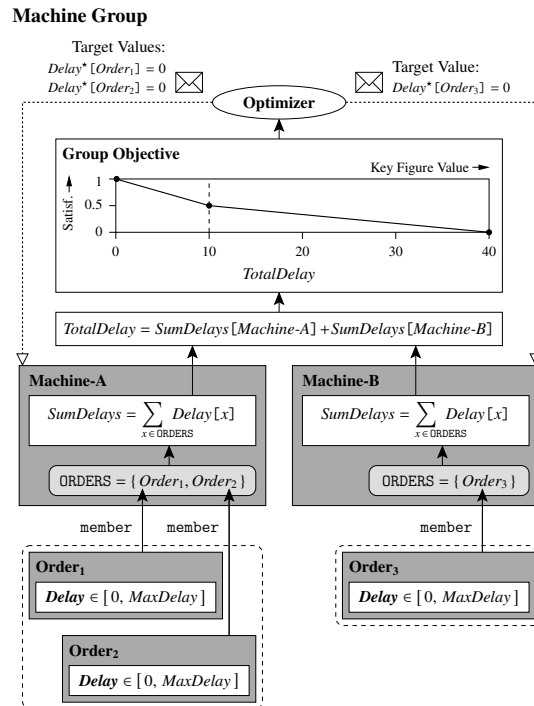 Machine Group
Target Values:
Delay★[Order₁] = 0
Delay★[Order₂] = 0
Target Value:
Delay★[Order₃] = 0
Optimizer
Group Objective
Key Figure Value
Satisf.
1
0.5
0
0 10 20 30 40
TotalDelay
TotalDelay = SumDelays[Machine-A] + SumDelays[Machine-B]
Machine-A
SumDelays = ∑ Delay[x]
x∈ORDERS
ORDERS = {Order₁, Order₂}
Machine-B
SumDelays = ∑ Delay[x]
x∈ORDERS
ORDERS = {Order₃}
member member
member
Order₁
Delay ∈ [0, MaxDelay]
Order₂
Delay ∈ [0, MaxDelay]
Order₃
Delay ∈ [0, MaxDelay]